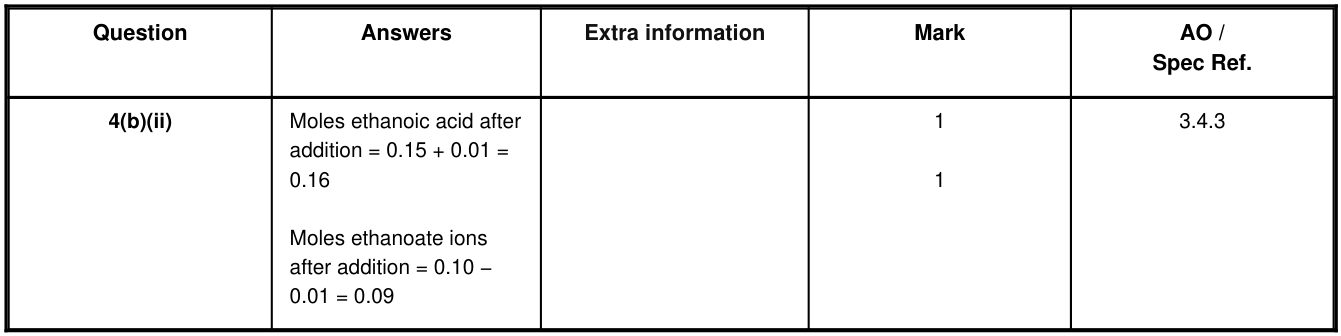 Question Answers Extra information Mark AO /
Spec Ref.
4(b)(ii) Moles ethanoic acid after 1 3.4.3
addition = 0.15 + 0.01 =
0.16 1
Moles ethanoate ions
after addition = 0.10 –
0.01 = 0.09